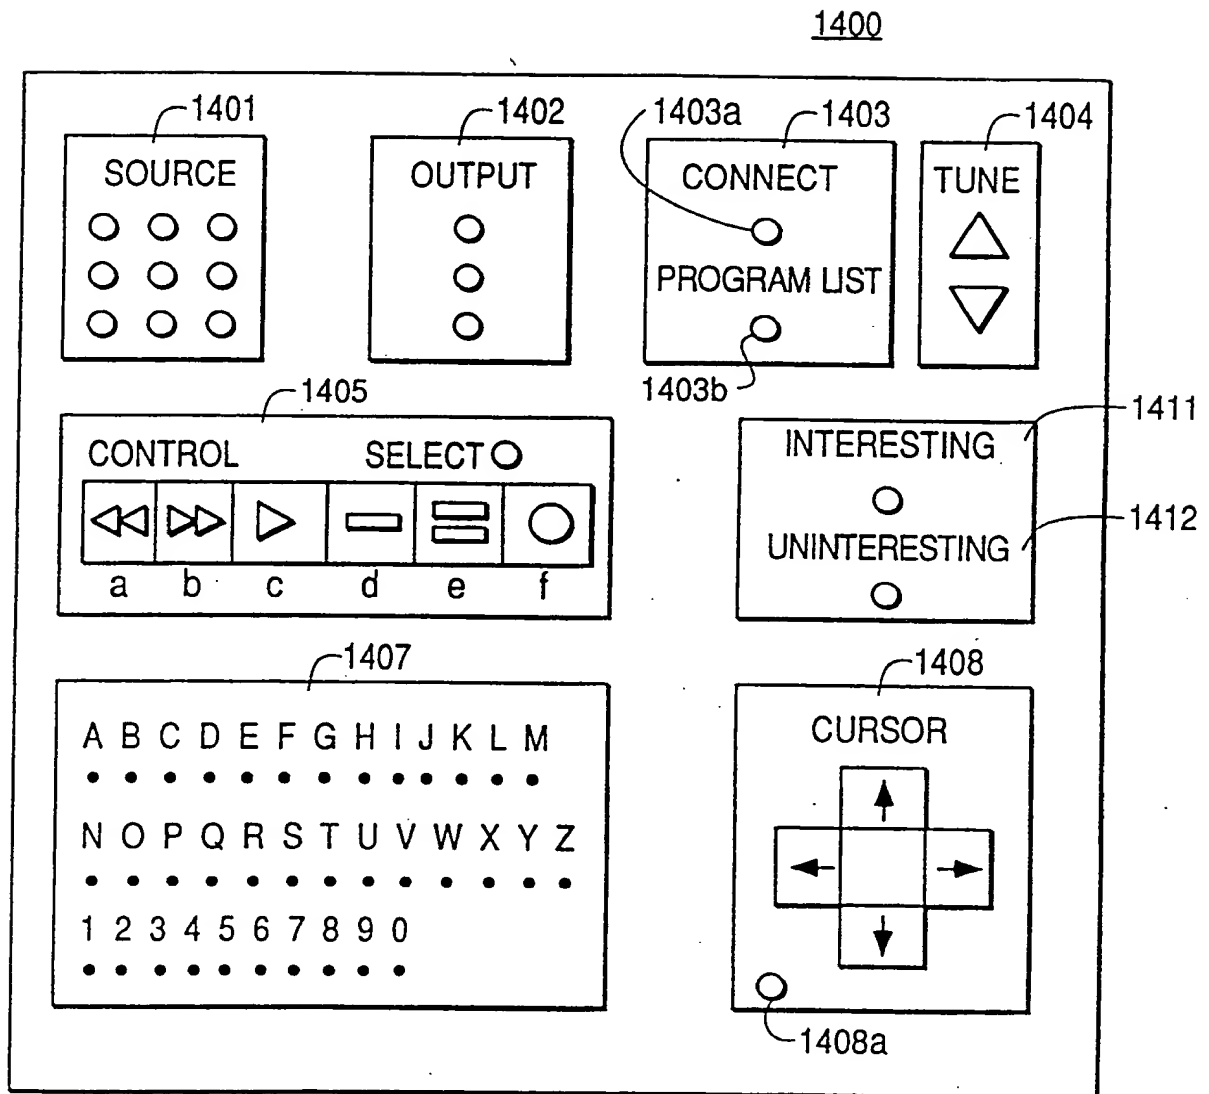 1400
1401 1402 1403a 1403 1404
SOURCE OUTPUT CONNECT TUNE
PROGRAM LIST
1403b
1405
CONTROL SELECT
a b c d e f
INTERESTING 1411
UNINTERESTING 1412
1407
A B C D E F G H I J K L M
N O P Q R S T U V W X Y Z
1 2 3 4 5 6 7 8 9 0
1408
CURSOR
1408a